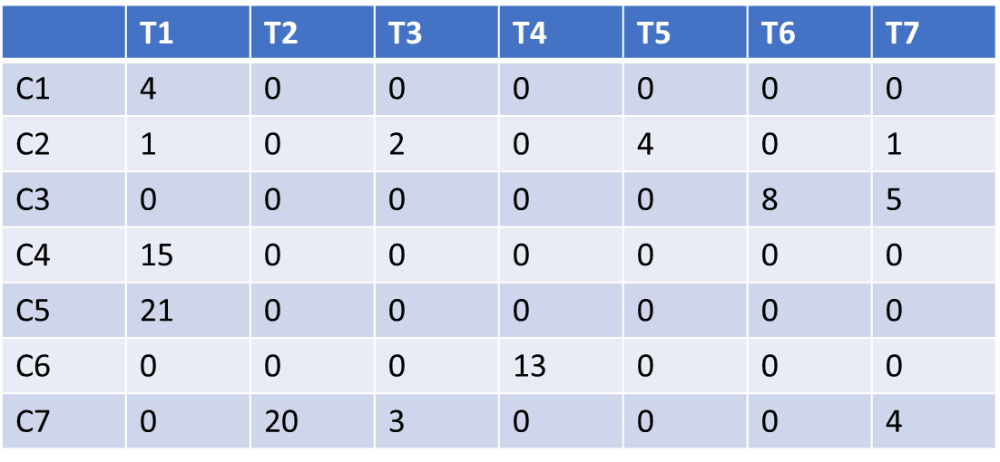 T1 T2 T3 T4 T5 T6 T7
C1 4 0 0 0 0 0 0
C2 1 0 2 0 4 0 1
C3 0 0 0 0 0 8 5
C4 15 0 0 0 0 0 0
C5 21 0 0 0 0 0 0
C6 0 0 0 13 0 0 0
C7 0 20 3 0 0 0 4